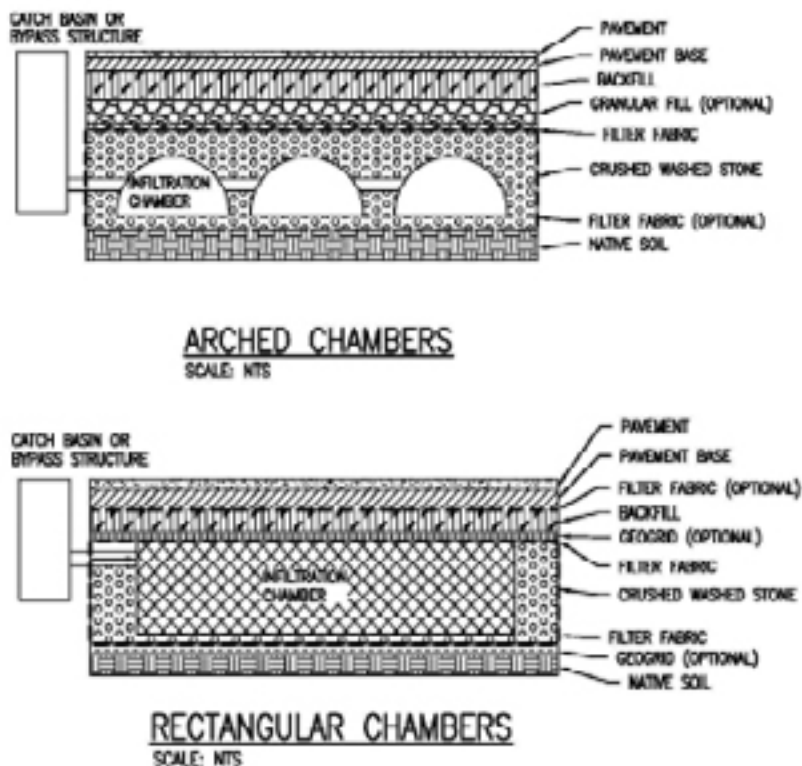 CATCH BASIN OR
BYPASS STRUCTURE
PAVEMENT
PAVEMENT BASE
BACKFILL
GRANULAR FILL (OPTIONAL)
FILTER FABRIC
CRUSHED WASHED STONE
INFILTRATION
CHAMBER
FILTER FABRIC (OPTIONAL)
NATIVE SOIL
ARCHED CHAMBERS
SCALE: NTS
CATCH BASIN OR
BYPASS STRUCTURE
PAVEMENT
PAVEMENT BASE
FILTER FABRIC (OPTIONAL)
BACKFILL
GEOGRID (OPTIONAL)
FILTER FABRIC
INFILTRATION
CHAMBER
CRUSHED WASHED STONE
FILTER FABRIC
GEOGRID (OPTIONAL)
NATIVE SOIL
RECTANGULAR CHAMBERS
SCALE: NTS